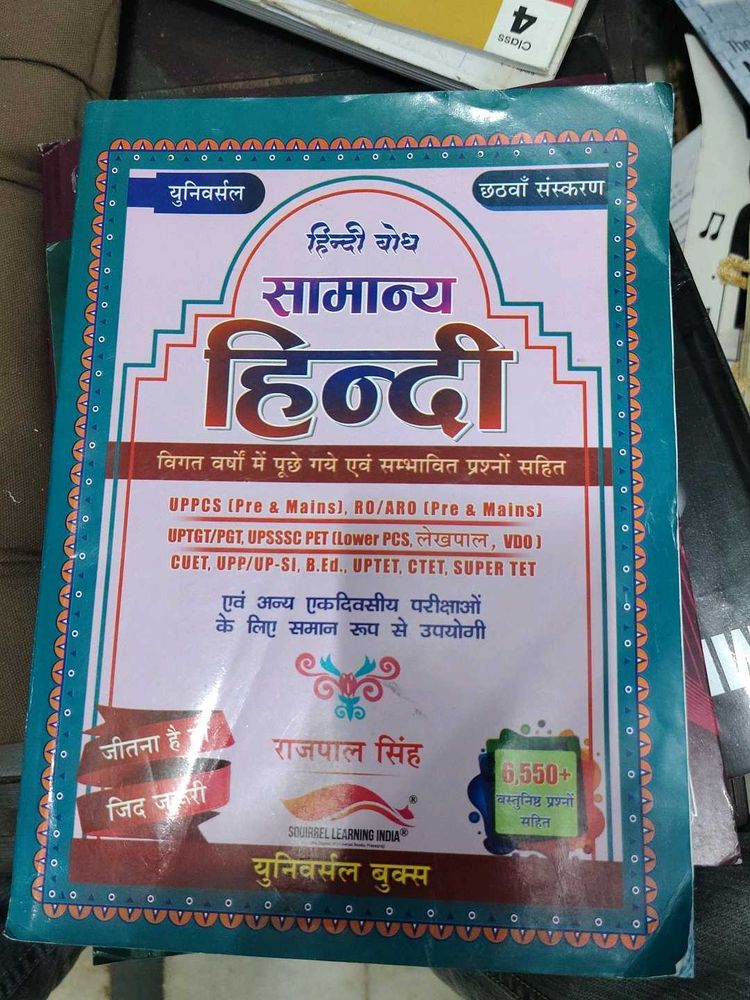 Class
4
युनिवर्सल
छठवाँ संस्करण
हिन्दी बोध
सामान्य
हिन्दी
विगत वर्षों में पूछे गये एवं सम्भावित प्रश्नों सहित
UPPCS (Pre & Mains), RO/ARO (Pre & Mains)
UPTGT/PGT, UPSSSC PET (Lower PCS, लेखपाल, VDO)
CUET, UPP/UP-SI, B.Ed., UPTET, CTET, SUPER TET
एवं अन्य एकदिवसीय परीक्षाओं
के लिए समान रूप से उपयोगी
जीतना है
जिद जरूरी
राजपाल सिंह
SQUIRREL LEARNING INDIA®
6,550+
वस्तुनिष्ठ प्रश्नों
सहित
युनिवर्सल बुक्स